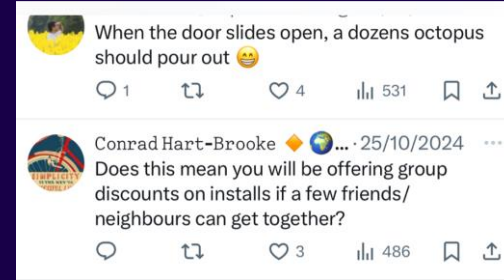 When the door slides open, a dozens octopus
should pour out 😁
1 4 531
Conrad Hart-Brooke 🔶 🌍... · 25/10/2024 ...
Does this mean you will be offering group
discounts on installs if a few friends/
neighbours can get together?
3 486